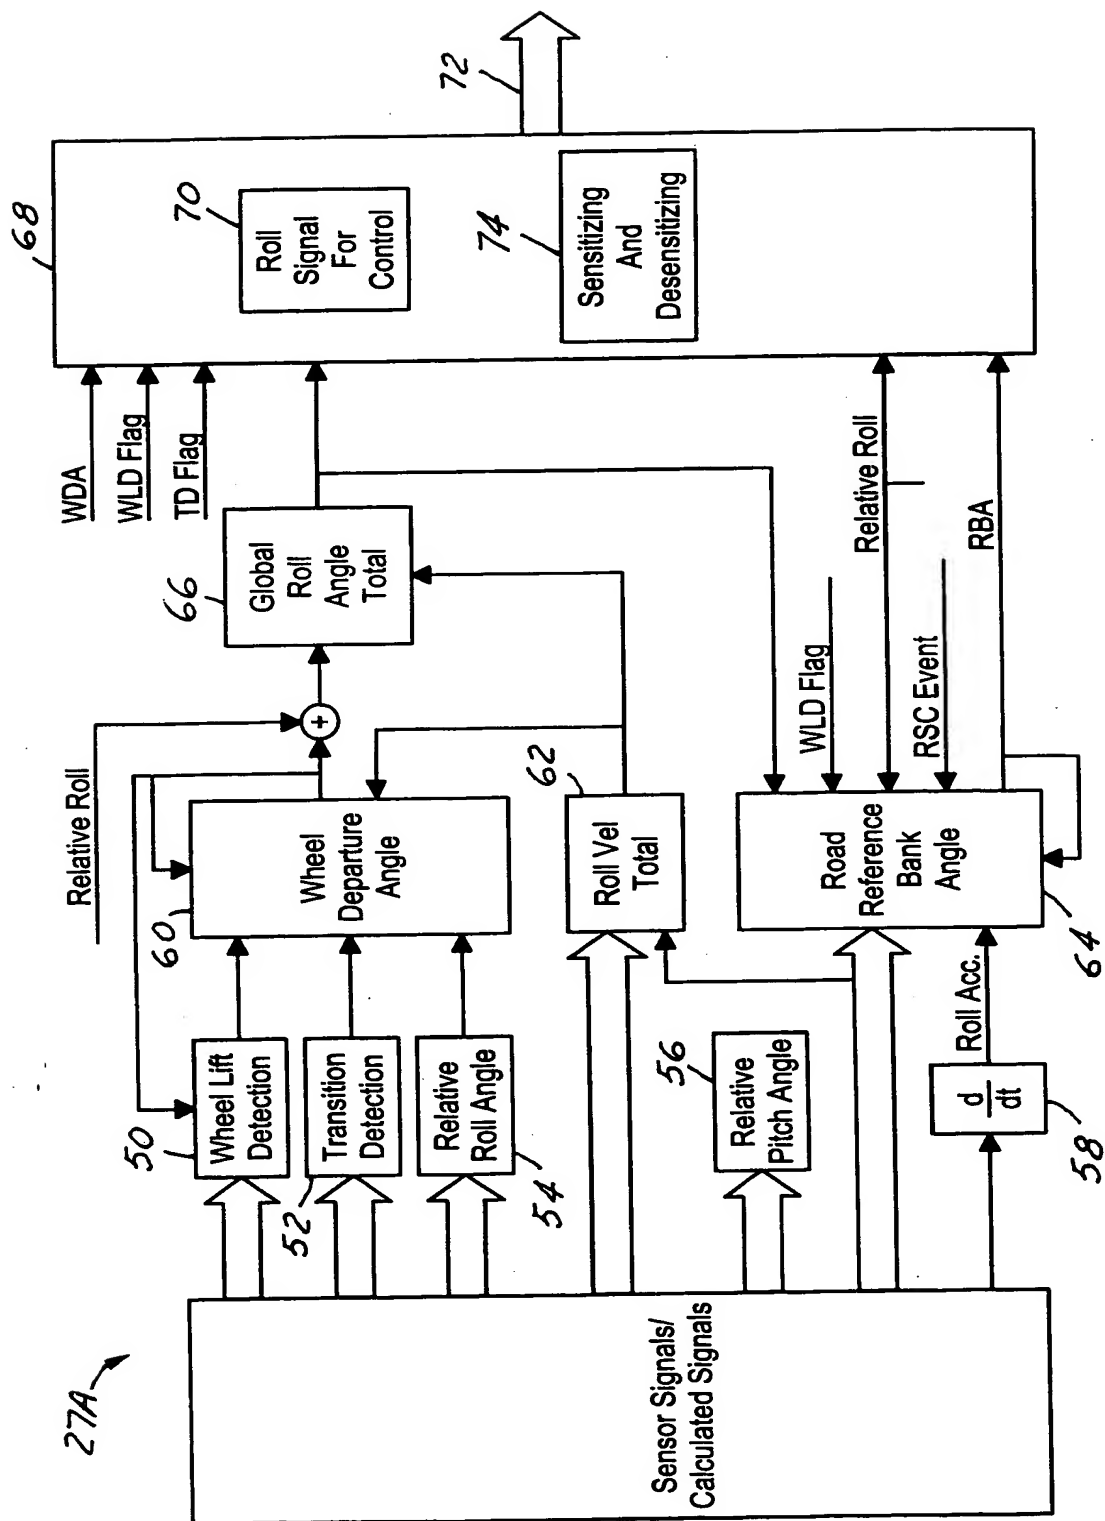 27A
Sensor Signals/
Calculated Signals
50
Wheel Lift
Detection
52
Transition
Detection
Relative
Roll Angle
54
56
Relative
Pitch Angle
d
dt
58
Roll Acc.
Relative Roll
60
Wheel
Departure
Angle
+
62
Roll Vel
Total
Road
Reference
Bank
Angle
64
66
Global
Roll
Angle
Total
WLD Flag
RSC Event
Relative Roll
RBA
WDA
WLD Flag
TD Flag
68
70
Roll
Signal
For
Control
74
Sensitizing
And
Desensitizing
72